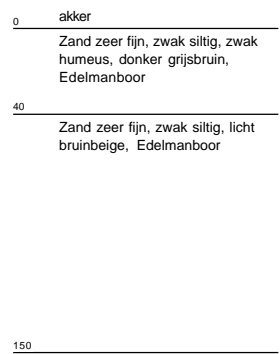 0 akker
Zand zeer fijn, zwak siltig, zwak
humeus, donker grijsbruin,
Edelmanboor
40
Zand zeer fijn, zwak siltig, licht
bruinbeige, Edelmanboor
150